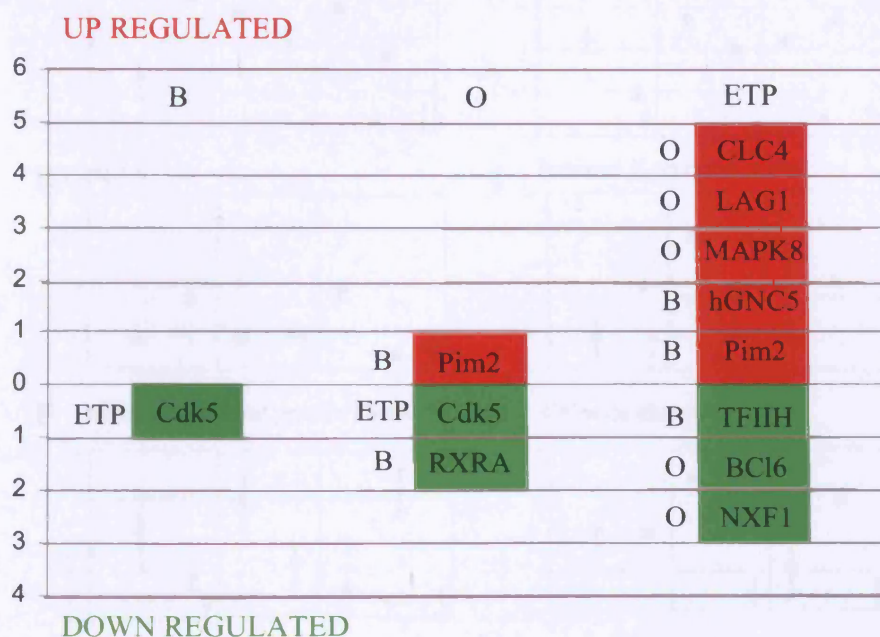 UP REGULATED
6
B O ETP
5
O CLC4
4
O LAG1
3
O MAPK8
2
B hGNC5
1
B Pim2 B Pim2
0
ETP Cdk5 ETP Cdk5 B TFIIH
1
B RXRA O BCl6
2
O NXF1
3
4
DOWN REGULATED